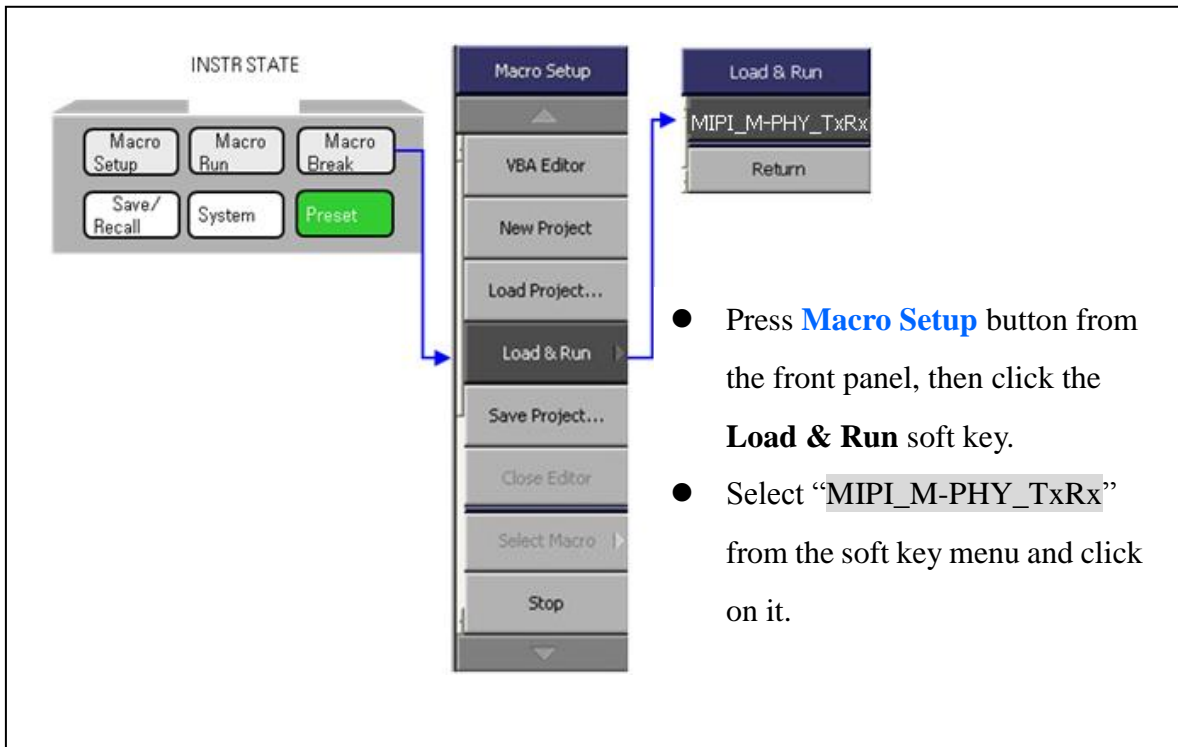 INSTR STATE
Macro Setup
Macro Run
Macro Break
Save/ Recall
System
Preset
Macro Setup
VBA Editor
New Project
Load Project...
Load & Run
Save Project...
Close Editor
Select Macro
Stop
Load & Run
MIPI_M-PHY_TxRx
Return
● Press Macro Setup button from
the front panel, then click the
Load & Run soft key.
● Select “MIPI_M-PHY_TxRx”
from the soft key menu and click
on it.